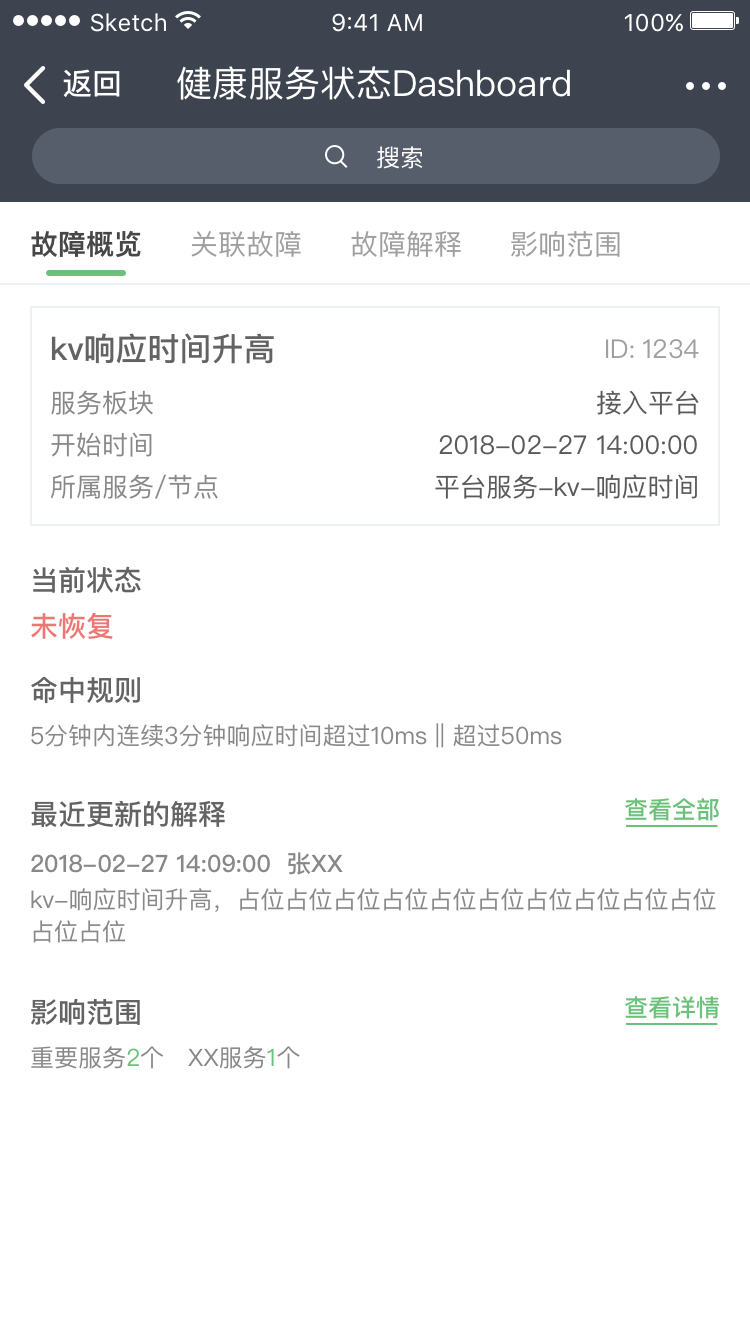 Sketch 9:41 AM 100%
返回 健康服务状态Dashboard
搜索
故障概览 关联故障 故障解释 影响范围
kv响应时间升高 ID: 1234
服务板块 接入平台
开始时间 2018-02-27 14:00:00
所属服务/节点 平台服务-kv-响应时间
当前状态
未恢复
命中规则
5分钟内连续3分钟响应时间超过10ms || 超过50ms
最近更新的解释 查看全部
2018-02-27 14:09:00 张XX
kv-响应时间升高，占位占位占位占位占位占位占位占位占位占位
占位占位
影响范围 查看详情
重要服务2个 XX服务1个